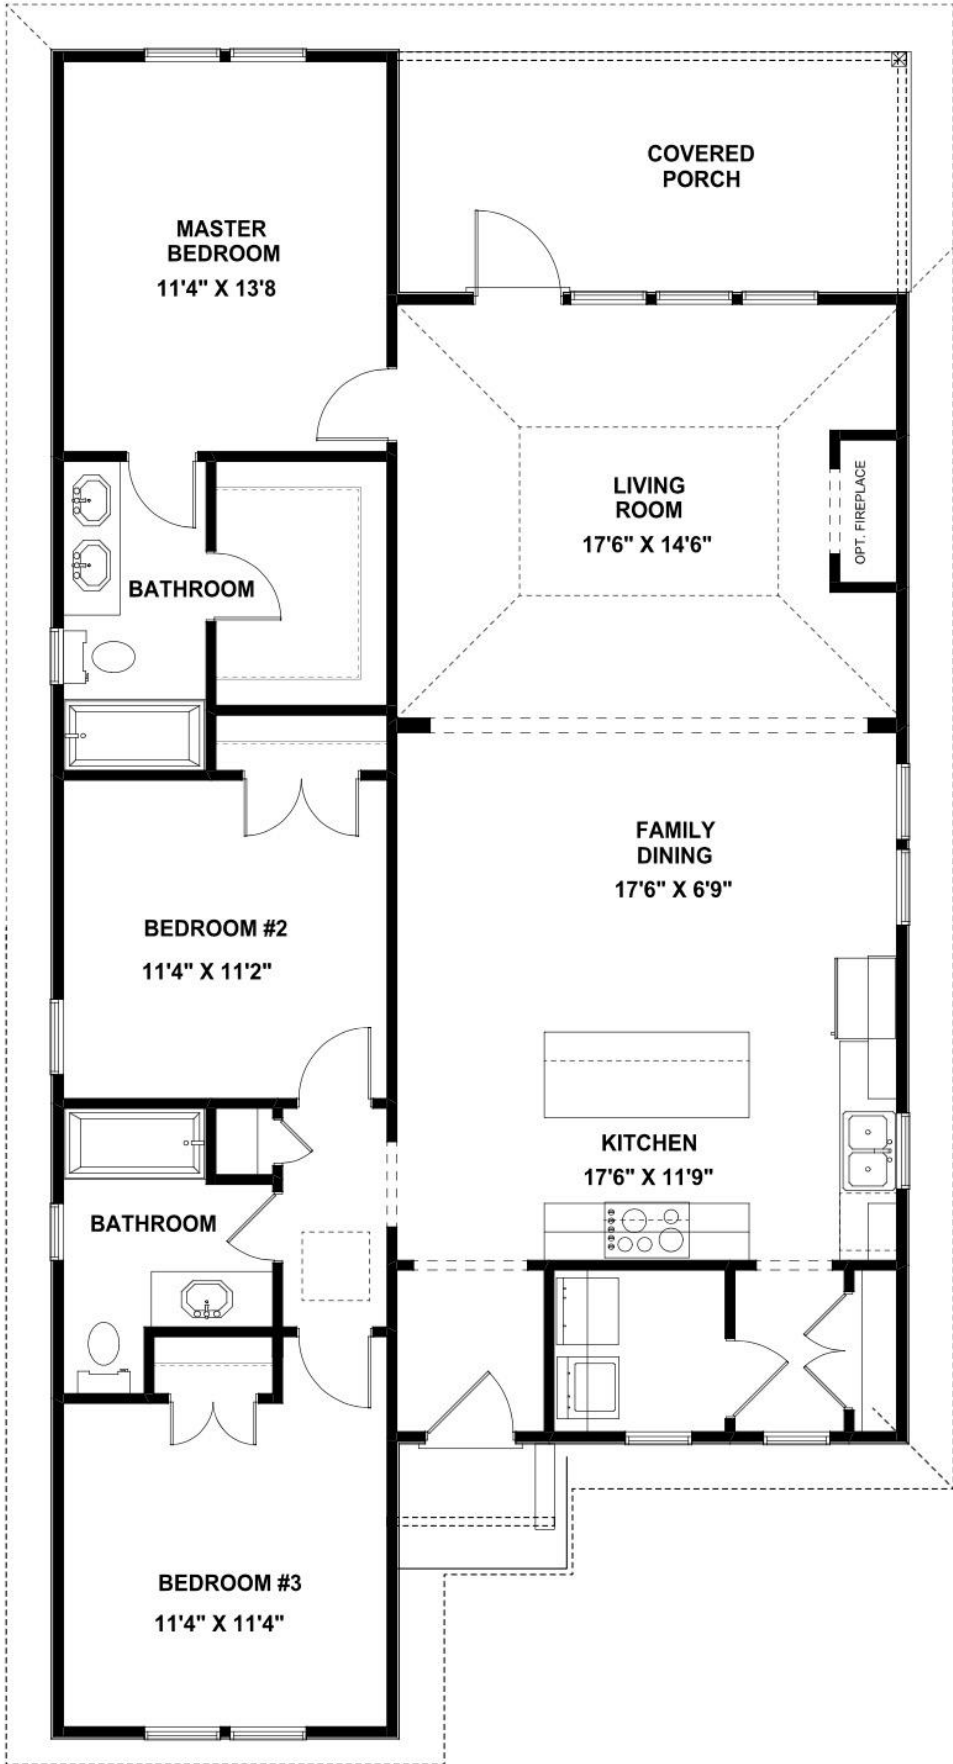 COVERED
PORCH
MASTER
BEDROOM
11'4" X 13'8
LIVING
ROOM
17'6" X 14'6"
OPT. FIREPLACE
BATHROOM
FAMILY
DINING
17'6" X 6'9"
BEDROOM #2
11'4" X 11'2"
KITCHEN
17'6" X 11'9"
BATHROOM
BEDROOM #3
11'4" X 11'4"